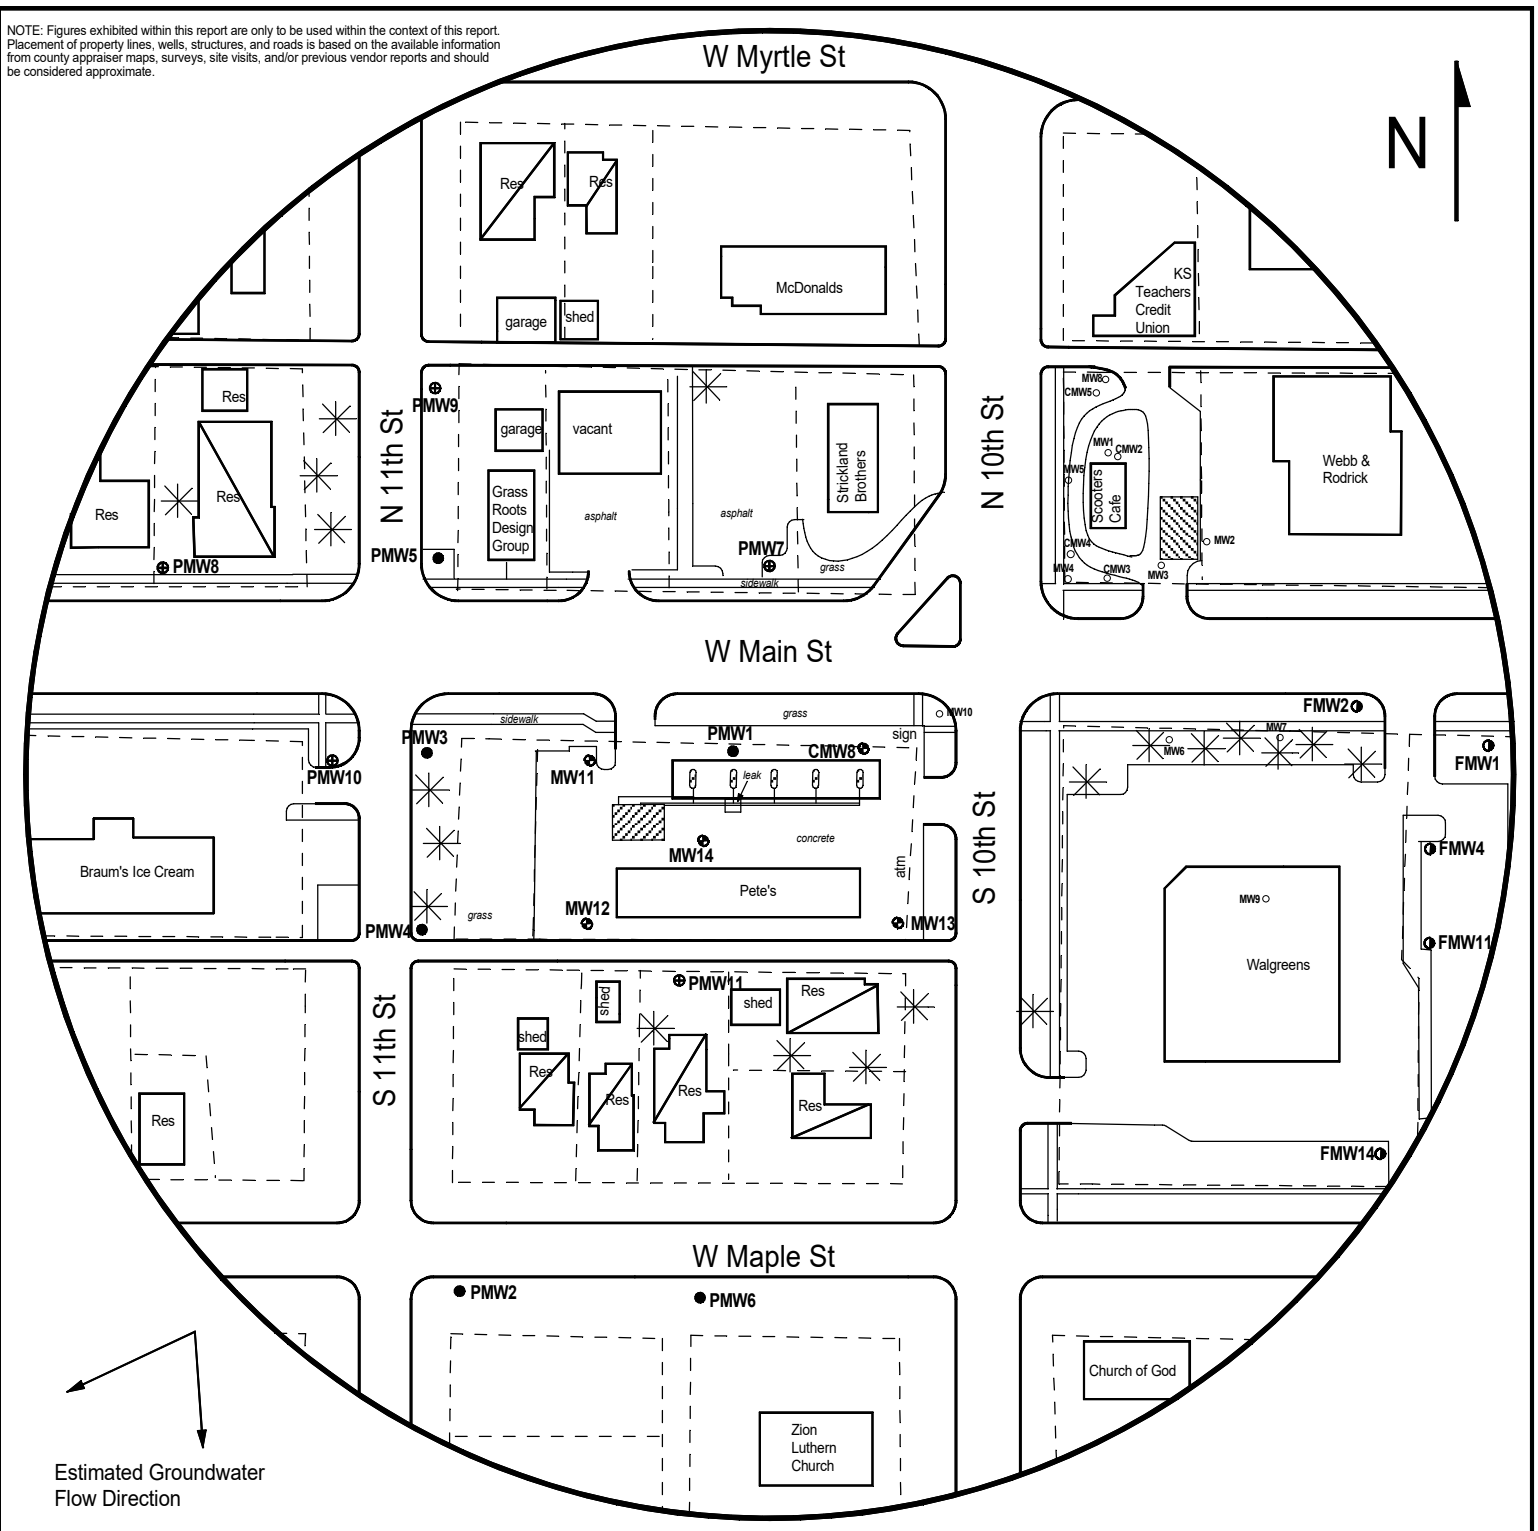 NOTE: Figures exhibited within this report are only to be used within the context of this report.
Placement of property lines, wells, structures, and roads is based on the available information
from county appraiser maps, surveys, site visits, and/or previous vendor reports and should
be considered approximate.
W Myrtle St
N
Res
Res
McDonalds
garage
shed
KS
Teachers
Credit
Union
Res
Res
Res
PMW8
N 11th St
PMW9
garage
vacant
Grass
Roots
Design
Group
PMW5
asphalt
asphalt
Strickland
Brothers
PMW7
grass
sidewalk
N 10th St
MW8
CMW5
MW1
CMW2
MW5
Scooters
Cafe
CMW4
MW4
CMW3
MW3
MW2
Webb &
Rodrick
W Main St
sidewalk
grass
MW10
sign
PMW3
PMW10
MW11
PMW1
CMW8
leak
FMW2
MW7
MW6
FMW1
concrete
MW14
atm
FMW4
Braum's Ice Cream
Pete's
S 10th St
MW9
grass
MW12
MW13
PMW4
FMW11
Walgreens
S 11th St
PMW11
shed
shed
Res
shed
Res
Res
Res
Res
Res
FMW14
W Maple St
PMW2
PMW6
Church of God
Zion
Luthern
Church
Estimated Groundwater
Flow Direction